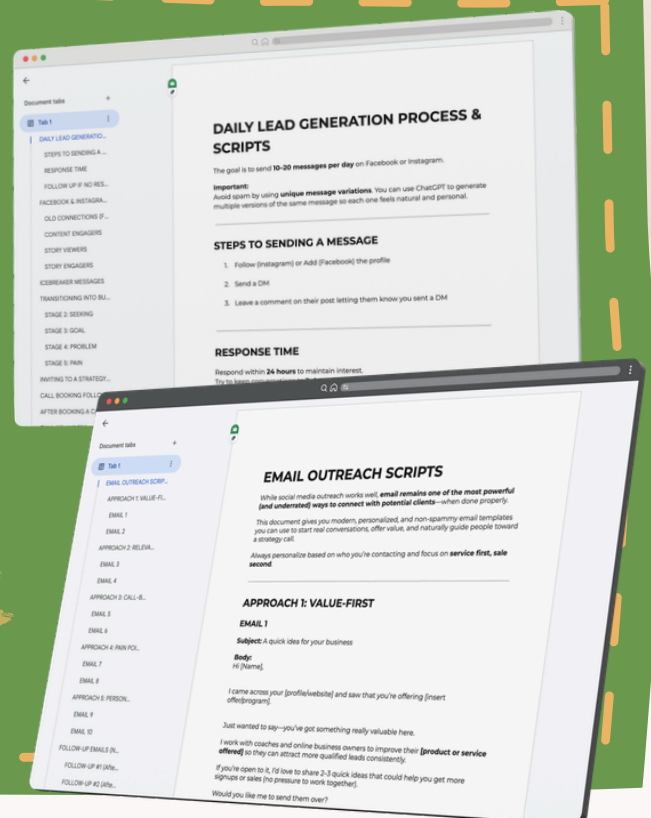 Document tabs
+
Tab 1
DAILY LEAD GENERATIO...
STEPS TO SENDING A ...
RESPONSE TIME
FOLLOW UP IF NO RES...
FACEBOOK & INSTAGRA...
OLD CONNECTIONS (F...
CONTENT ENGAGERS
STORY VIEWERS
STORY ENGAGERS
ICEBREAKER MESSAGES
TRANSITIONING INTO BU...
STAGE 2: SEEKING
STAGE 3: GOAL
STAGE 4: PROBLEM
STAGE 5: PAIN
INVITING TO A STRATEGY...
CALL BOOKING FOLLO
AFTER BOOKING A C
DAILY LEAD GENERATION PROCESS &
SCRIPTS
The goal is to send 10-20 messages per day on Facebook or Instagram.
Important:
Avoid spam by using unique message variations. You can use ChatGPT to generate
multiple versions of the same message so each one feels natural and personal.
STEPS TO SENDING A MESSAGE
1. Follow (Instagram) or Add (Facebook) the profile
2. Send a DM
3. Leave a comment on their post letting them know you sent a DM
RESPONSE TIME
Respond within 24 hours to maintain interest.
Try to keep
Document tabs
+
Tab 1
EMAIL OUTREACH SCRIP...
APPROACH 1: VALUE-FI...
EMAIL 1
EMAIL 2
APPROACH 2: RELEVA...
EMAIL 3
EMAIL 4
APPROACH 3: CALL-B...
EMAIL 5
EMAIL 6
APPROACH 4: PAIN POI...
EMAIL 7
EMAIL 8
APPROACH 5: PERSON...
EMAIL 9
EMAIL 10
FOLLOW-UP EMAILS (N...
FOLLOW-UP #1 (Afte...
FOLLOW-UP #2 (Afte...
EMAIL OUTREACH SCRIPTS
While social media outreach works well, email remains one of the most powerful
(and underrated) ways to connect with potential clients—when done properly.
This document gives you modern, personalized, and non-spammy email templates
you can use to start real conversations, offer value, and naturally guide people toward
a strategy call.
Always personalize based on who you're contacting and focus on service first, sale
second.
APPROACH 1: VALUE-FIRST
EMAIL 1
Subject: A quick idea for your business
Body:
Hi [Name],
I came across your [profile/website] and saw that you're offering [insert
offer/program].
Just wanted to say—you've got something really valuable here.
I work with coaches and online business owners to improve their [product or service
offered] so they can attract more qualified leads consistently.
If you're open to it, I'd love to share 2-3 quick ideas that could help you get more
signups or sales (no pressure to work together).
Would you like me to send them over?